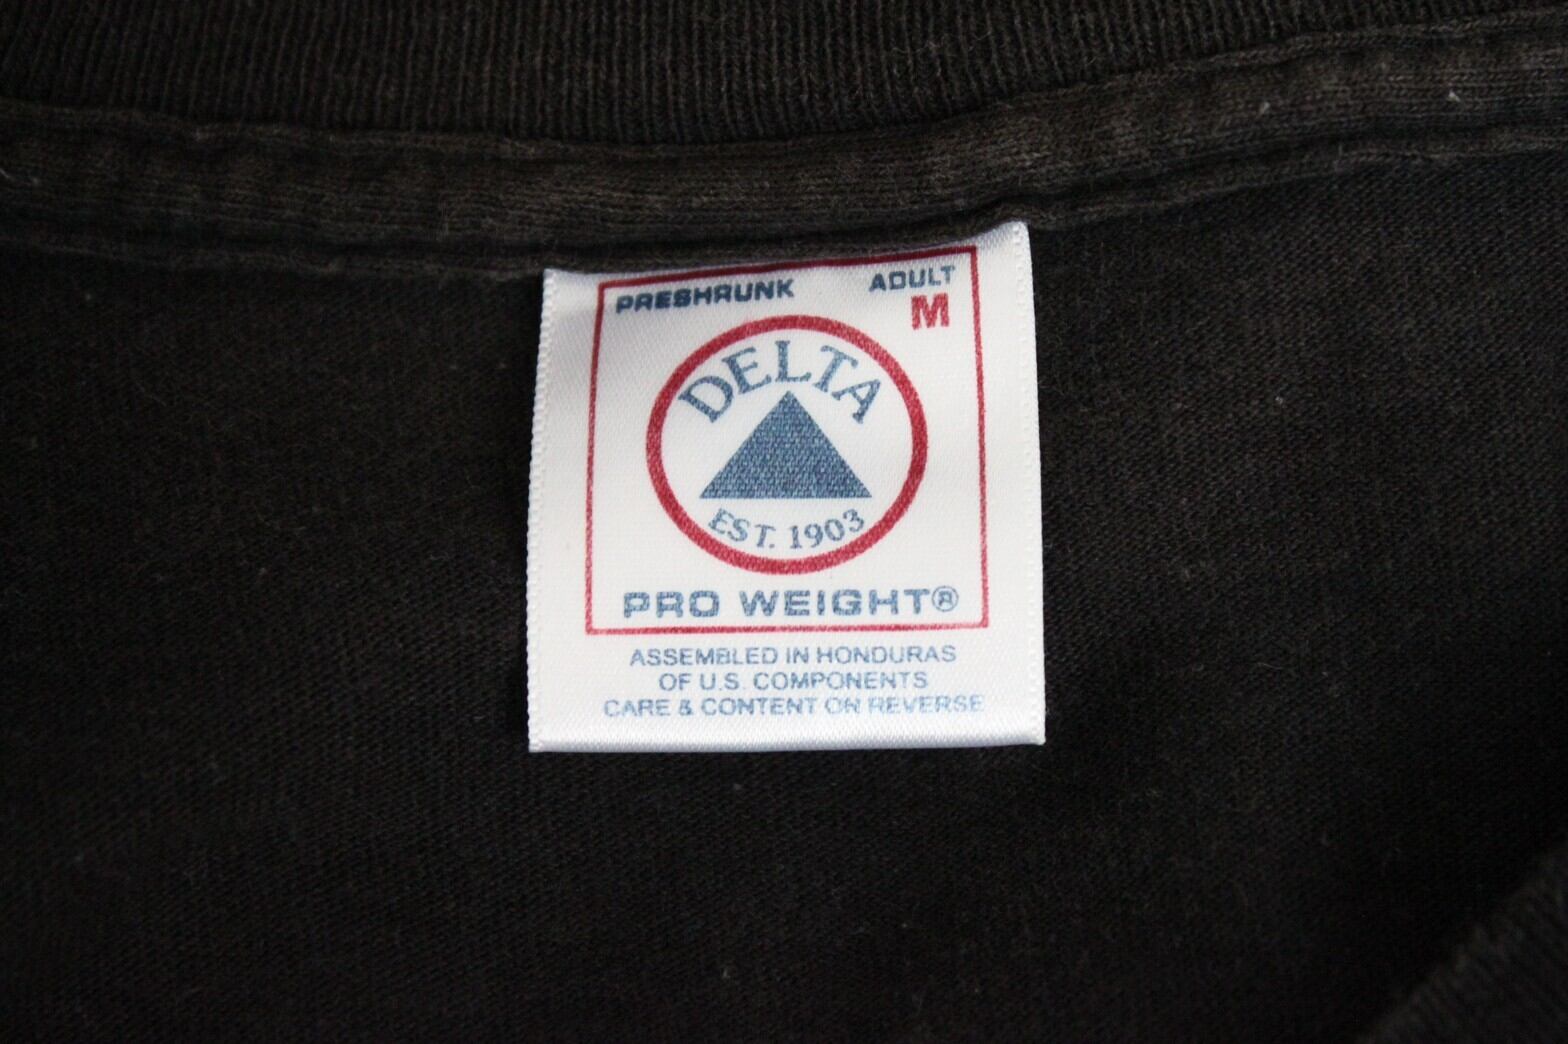 PRESHRUNK ADULT
M
DELTA
EST. 1903
PRO WEIGHT®
ASSEMBLED IN HONDURAS
OF U.S. COMPONENTS
CARE & CONTENT ON REVERSE